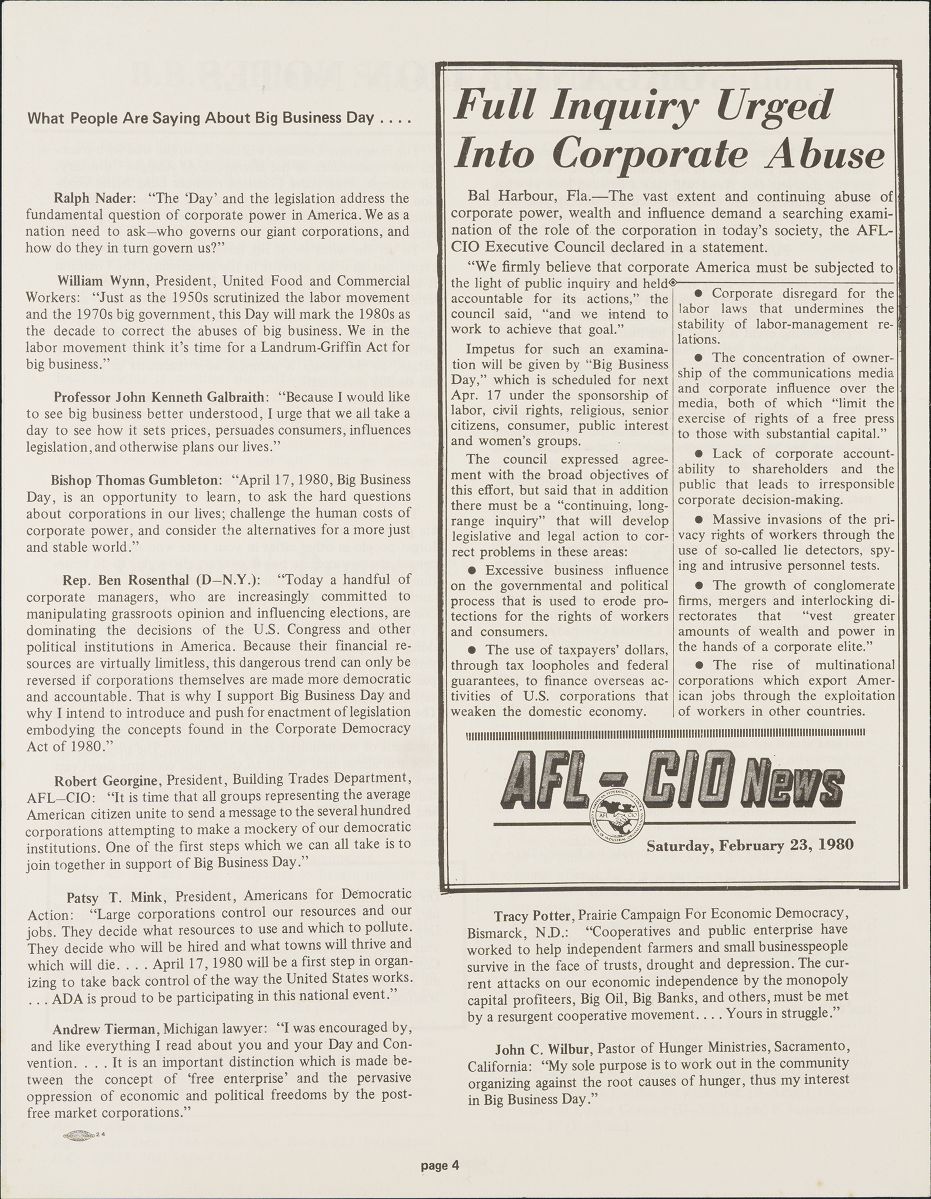 What People Are Saying About Big Business Day . . . .
Ralph Nader: “The ‘Day’ and the legislation address the
fundamental question of corporate power in America. We as a
nation need to ask—who governs our giant corporations, and
how do they in turn govern us?”
William Wynn, President, United Food and Commercial
Workers: “Just as the 1950s scrutinized the labor movement
and the 1970s big government, this Day will mark the 1980s as
the decade to correct the abuses of big business. We in the
labor movement think it’s time for a Landrum-Griffin Act for
big business.”
Professor John Kenneth Galbraith: “Because I would like
to see big business better understood, I urge that we all take a
day to see how it sets prices, persuades consumers, influences
legislation, and otherwise plans our lives.”
Bishop Thomas Gumbleton: “April 17, 1980, Big Business
Day, is an opportunity to learn, to ask the hard questions
about corporations in our lives; challenge the human costs of
corporate power, and consider the alternatives for a more just
and stable world.”
Rep. Ben Rosenthal (D—N.Y.): “Today a handful of
corporate managers, who are increasingly committed to
manipulating grassroots opinion and influencing elections, are
dominating the decisions of the U.S. Congress and other
political institutions in America. Because their financial re-
sources are virtually limitless, this dangerous trend can only be
reversed if corporations themselves are made more democratic
and accountable. That is why I support Big Business Day and
why I intend to introduce and push for enactment of legislation
embodying the concepts found in the Corporate Democracy
Act of 1980.”
Robert Georgine, President, Building Trades Department,
AFL—CIO: “It is time that all groups representing the average
American citizen unite to send a message to the several hundred
corporations attempting to make a mockery of our democratic
institutions. One of the first steps which we can all take is to
join together in support of Big Business Day.”
Patsy T. Mink, President, Americans for Democratic
Action: “Large corporations control our resources and our
jobs. They decide what resources to use and which to pollute.
They decide who will be hired and what towns will thrive and
which will die. . . . April 17, 1980 will be a first step in organ-
izing to take back control of the way the United States works.
. . . ADA is proud to be participating in this national event.”
Andrew Tierman, Michigan lawyer: “I was encouraged by,
and like everything I read about you and your Day and Con-
vention. . . . It is an important distinction which is made be-
tween the concept of ‘free enterprise’ and the pervasive
oppression of economic and political freedoms by the post-
free market corporations.”
24
Full Inquiry Urged
Into Corporate Abuse
Bal Harbour, Fla.—The vast extent and continuing abuse of
corporate power, wealth and influence demand a searching exami-
nation of the role of the corporation in today’s society, the AFL-
CIO Executive Council declared in a statement.
“We firmly believe that corporate America must be subjected to
the light of public inquiry and held
accountable for its actions,” the
council said, “and we intend to
work to achieve that goal.”
Impetus for such an examina-
tion will be given by “Big Business
Day,” which is scheduled for next
Apr. 17 under the sponsorship of
labor, civil rights, religious, senior
citizens, consumer, public interest
and women’s groups.
The council expressed agree-
ment with the broad objectives of
this effort, but said that in addition
there must be a “continuing, long-
range inquiry” that will develop
legislative and legal action to cor-
rect problems in these areas:
● Excessive business influence
on the governmental and political
process that is used to erode pro-
tections for the rights of workers
and consumers.
● The use of taxpayers’ dollars,
through tax loopholes and federal
guarantees, to finance overseas ac-
tivities of U.S. corporations that
weaken the domestic economy.
● Corporate disregard for the
labor laws that undermines the
stability of labor-management re-
lations.
● The concentration of owner-
ship of the communications media
and corporate influence over the
media, both of which “limit the
exercise of rights of a free press
to those with substantial capital.”
● Lack of corporate account-
ability to shareholders and the
public that leads to irresponsible
corporate decision-making.
● Massive invasions of the pri-
vacy rights of workers through the
use of so-called lie detectors, spy-
ing and intrusive personnel tests.
● The growth of conglomerate
firms, mergers and interlocking di-
rectorates that “vest greater
amounts of wealth and power in
the hands of a corporate elite.”
● The rise of multinational
corporations which export Amer-
ican jobs through the exploitation
of workers in other countries.
AFL-CIO News
Saturday, February 23, 1980
Tracy Potter, Prairie Campaign For Economic Democracy,
Bismarck, N.D.: “Cooperatives and public enterprise have
worked to help independent farmers and small businesspeople
survive in the face of trusts, drought and depression. The cur-
rent attacks on our economic independence by the monopoly
capital profiteers, Big Oil, Big Banks, and others, must be met
by a resurgent cooperative movement. . . . Yours in struggle.”
John C. Wilbur, Pastor of Hunger Ministries, Sacramento,
California: “My sole purpose is to work out in the community
organizing against the root causes of hunger, thus my interest
in Big Business Day.”
page 4